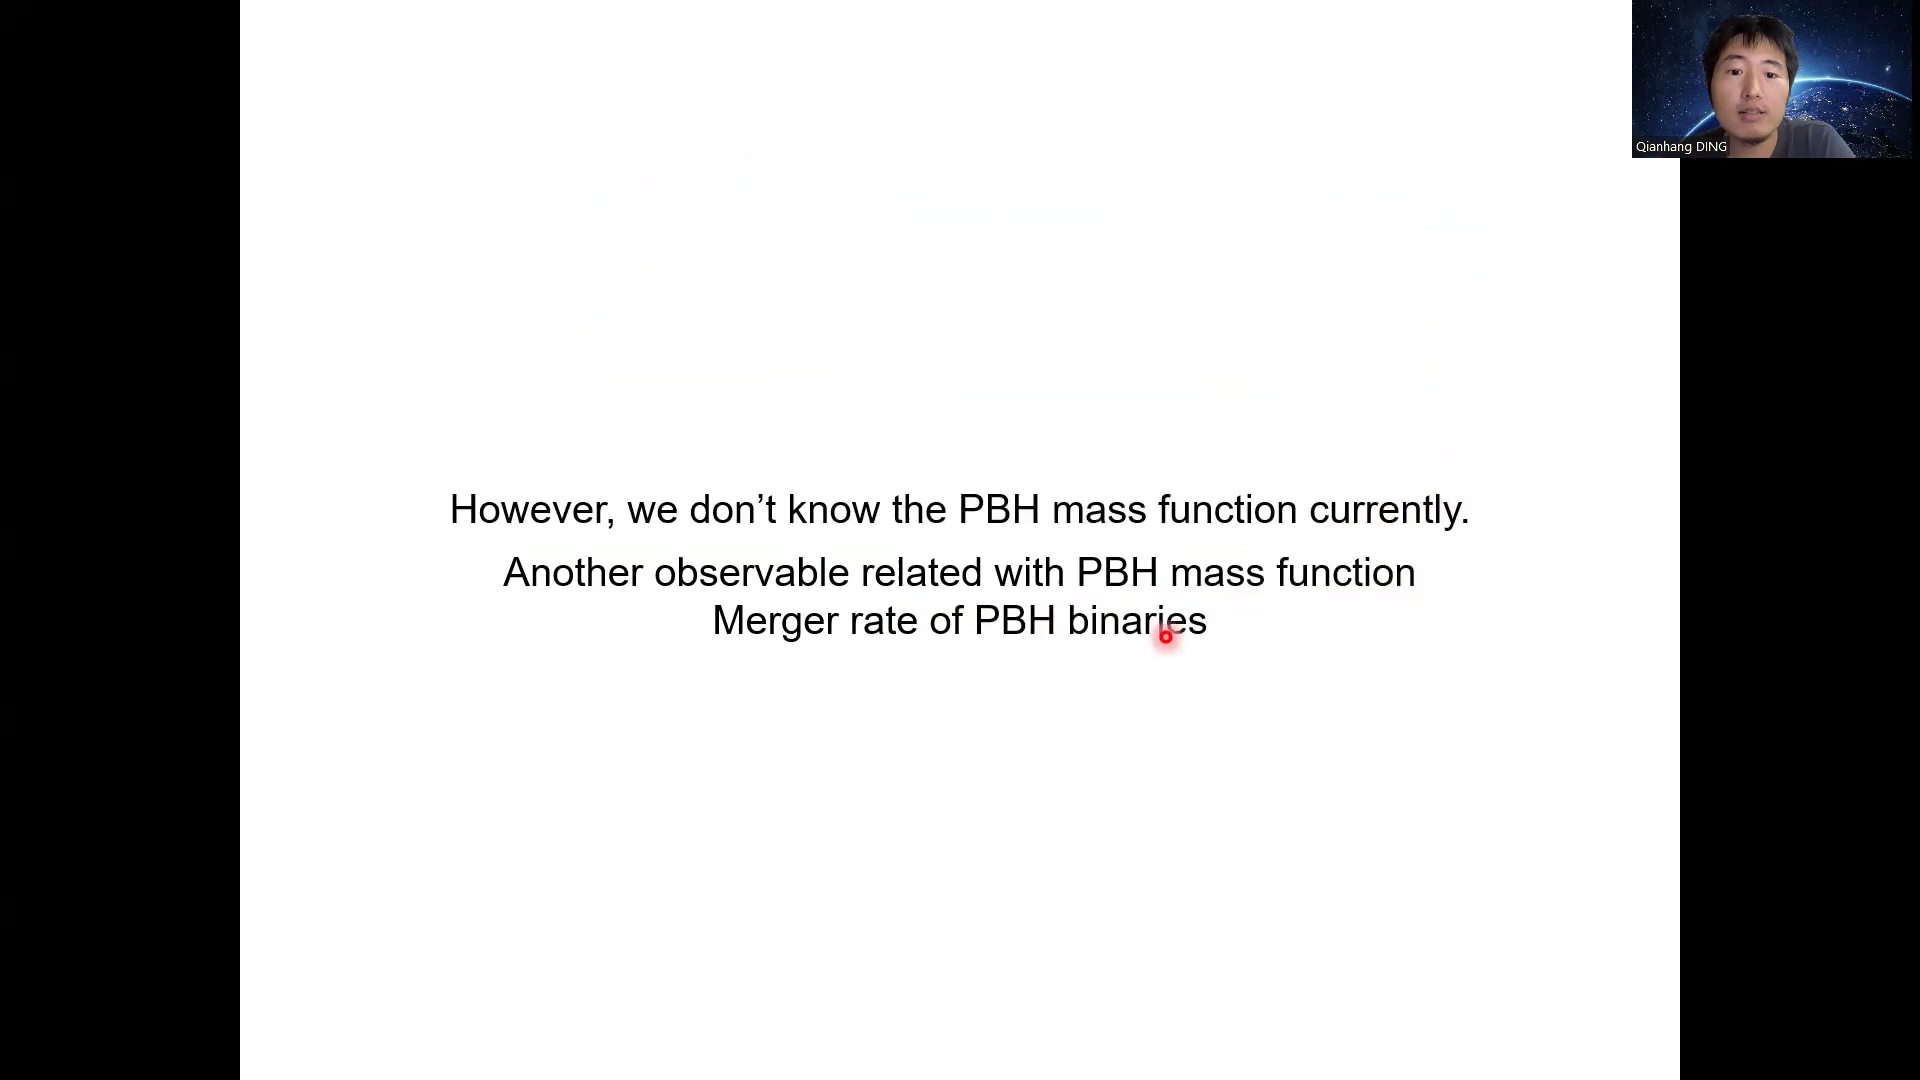 Qianhang DING
However, we don’t know the PBH mass function currently.
Another observable related with PBH mass function
Merger rate of PBH binaries